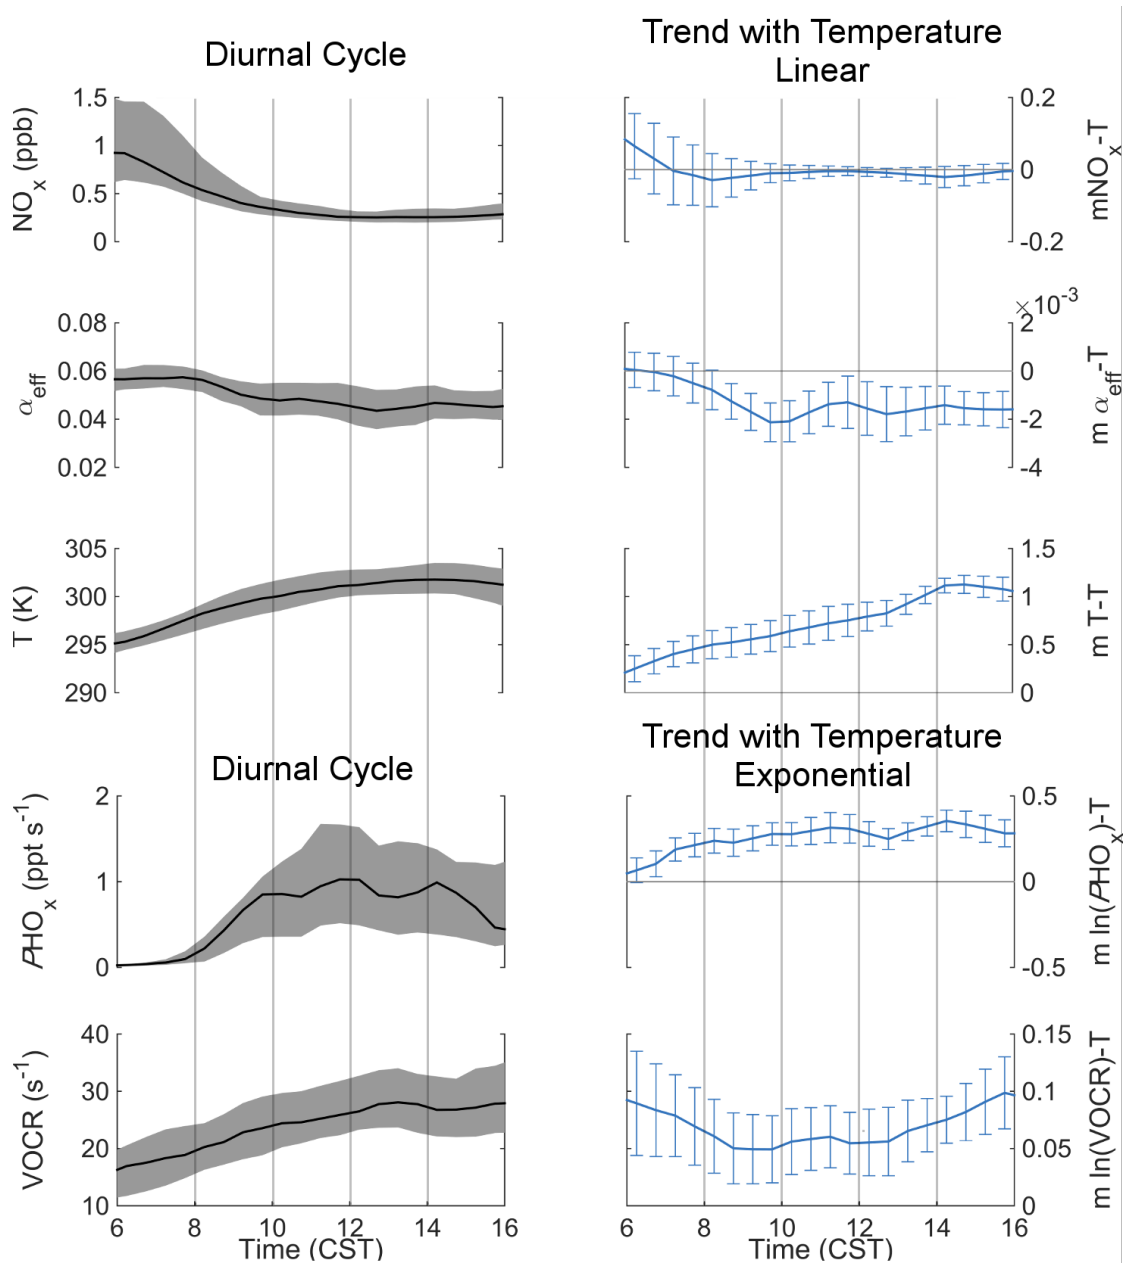 Diurnal Cycle
Trend with Temperature
Linear
NOx (ppb)
1.5
1
0.5
0
0.2
0
-0.2
mNOx-T
αeff
0.08
0.06
0.04
0.02
×10-3
2
0
-2
-4
m αeff-T
T (K)
305
300
295
290
1.5
1
0.5
0
m T-T
Diurnal Cycle
Trend with Temperature
Exponential
PHOx (ppt s-1)
2
1
0
0.5
0
-0.5
m ln(PHOx)-T
VOCR (s-1)
40
30
20
10
0.15
0.1
0.05
0
m ln(VOCR)-T
6 8 10 12 14 16
Time (CST)
6 8 10 12 14 16
Time (CST)